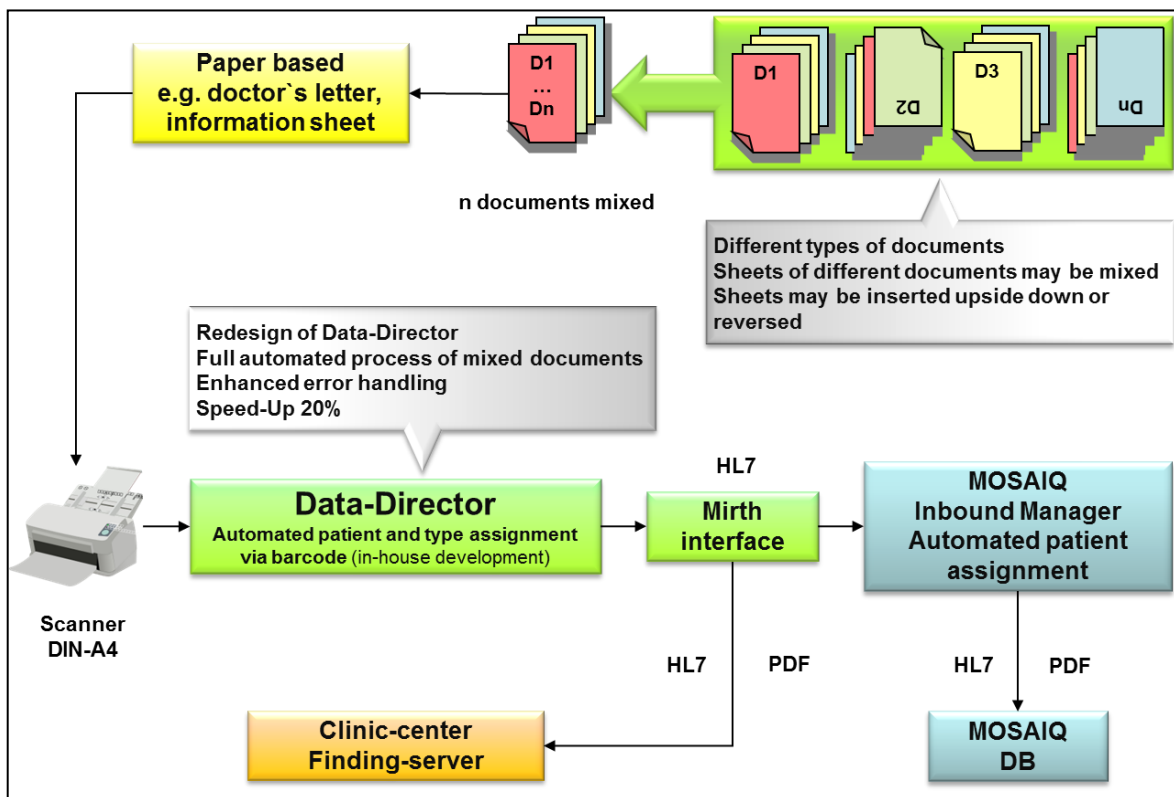 Paper based
e.g. doctor`s letter,
information sheet
D1
...
Dn
D1
D2
D3
Dn
n documents mixed
Different types of documents
Sheets of different documents may be mixed
Sheets may be inserted upside down or
reversed
Redesign of Data-Director
Full automated process of mixed documents
Enhanced error handling
Speed-Up 20%
Scanner
DIN-A4
Data-Director
Automated patient and type assignment
via barcode (in-house development)
HL7
Mirth
interface
MOSAIQ
Inbound Manager
Automated patient
assignment
HL7 PDF
HL7 PDF
Clinic-center
Finding-server
MOSAIQ
DB